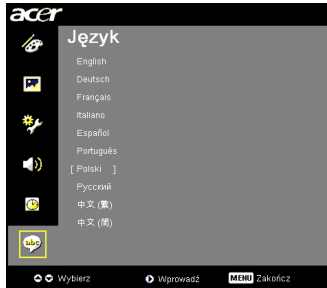 acer
Język
English
Deutsch
Français
Italiano
Español
Português
[ Polski ]
Русский
中文 (繁)
中文 (简)
abc
Wybierz Wprowadź MENU Zakończ